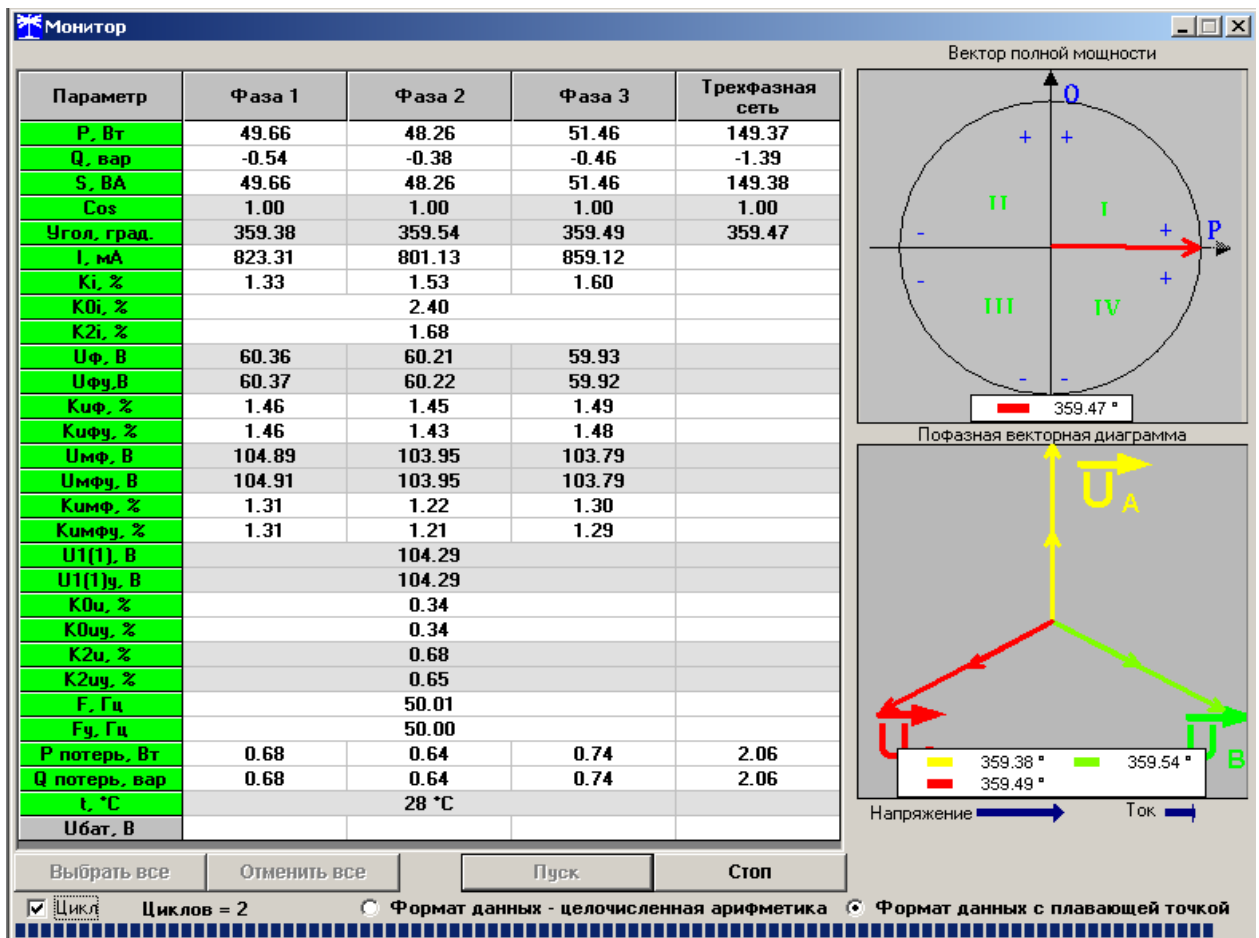 Монитор
Параметр Фаза 1 Фаза 2 Фаза 3 Трехфазная сеть
P, Вт 49.66 48.26 51.46 149.37
Q, вар -0.54 -0.38 -0.46 -1.39
S, ВА 49.66 48.26 51.46 149.38
Cos 1.00 1.00 1.00 1.00
Угол, град. 359.38 359.54 359.49 359.47
I, мА 823.31 801.13 859.12
Ki, % 1.33 1.53 1.60
K0i, % 2.40
K2i, % 1.68
Uф, В 60.36 60.21 59.93
Uфу,В 60.37 60.22 59.92
Kuф, % 1.46 1.45 1.49
Kuфу, % 1.46 1.43 1.48
Uмф, В 104.89 103.95 103.79
Uмфу, В 104.91 103.95 103.79
Kuмф, % 1.31 1.22 1.30
Kuмфу, % 1.31 1.21 1.29
U1(1), В 104.29
U1(1)у, В 104.29
K0u, % 0.34
K0uy, % 0.34
K2u, % 0.68
K2uy, % 0.65
F, Гц 50.01
Fy, Гц 50.00
P потерь, Вт 0.68 0.64 0.74 2.06
Q потерь, вар 0.68 0.64 0.74 2.06
t, °C 28 °C
Uбат, В
Вектор полной мощности
Q
+ +
II I
- + P
- +
III IV
- -
359.47 °
Пофазная векторная диаграмма
U A
U U B
359.38 ° 359.54 °
359.49 °
Напряжение Ток
Выбрать все Отменить все Пуск Стоп
Цикл Циклов = 2 Формат данных - целочисленная арифметика Формат данных с плавающей точкой